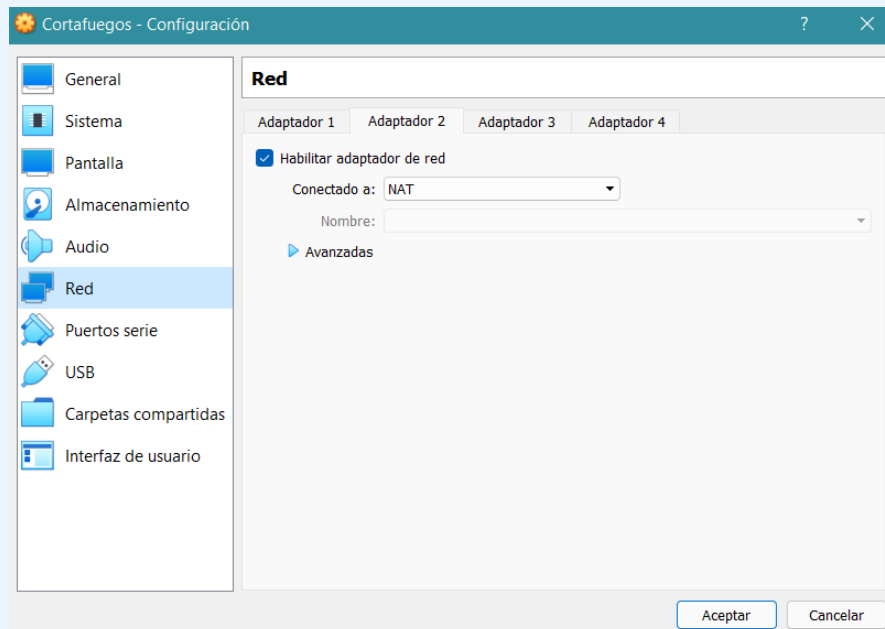 Cortafuegos - Configuración ?
General
Sistema
Pantalla
Almacenamiento
Audio
Red
Puertos serie
USB
Carpetas compartidas
Interfaz de usuario
Red
Adaptador 1 Adaptador 2 Adaptador 3 Adaptador 4
Habilitar adaptador de red
Conectado a: NAT
Nombre:
Avanzadas
Aceptar Cancelar